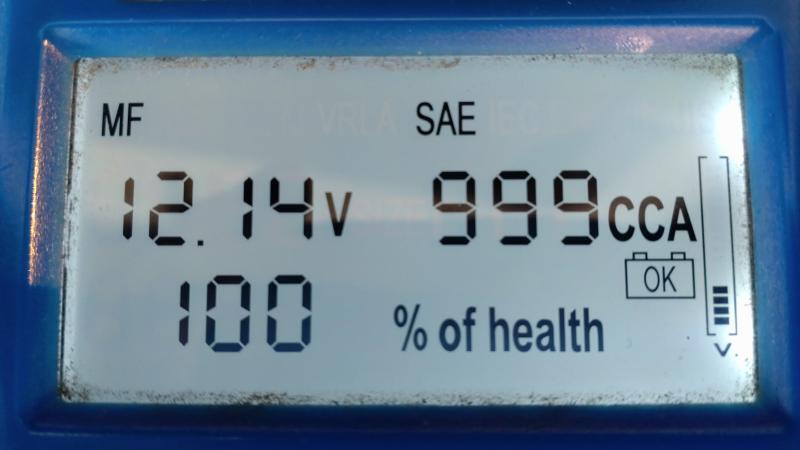 MF SAE
12.14V 999CCA
OK
100 % of health
V